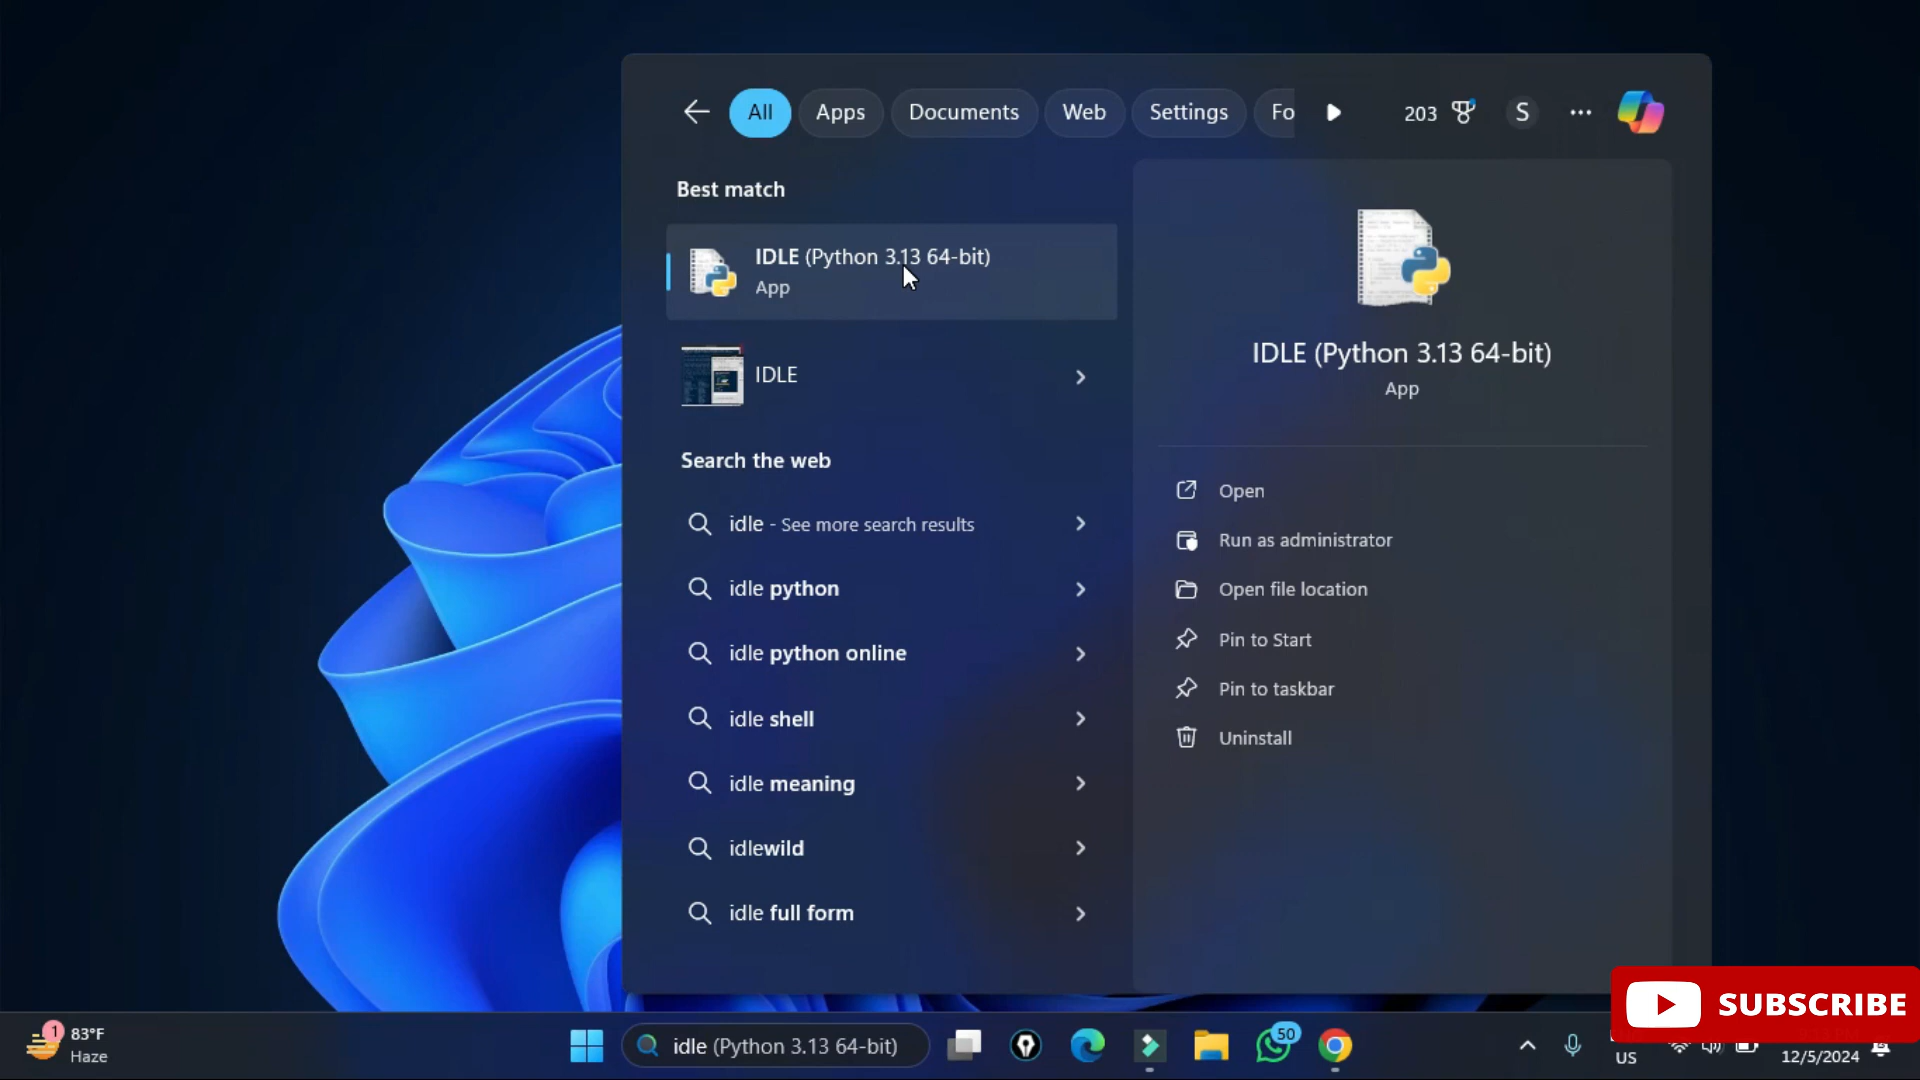 All Apps Documents Web Settings Fo 203 S
Best match
IDLE (Python 3.13 64-bit)
App
IDLE
Search the web
idle - See more search results
idle python
idle python online
idle shell
idle meaning
idlewild
idle full form
IDLE (Python 3.13 64-bit)
App
Open
Run as administrator
Open file location
Pin to Start
Pin to taskbar
Uninstall
SUBSCRIBE
1
83°F
Haze
idle (Python 3.13 64-bit)
50
US
12/5/2024